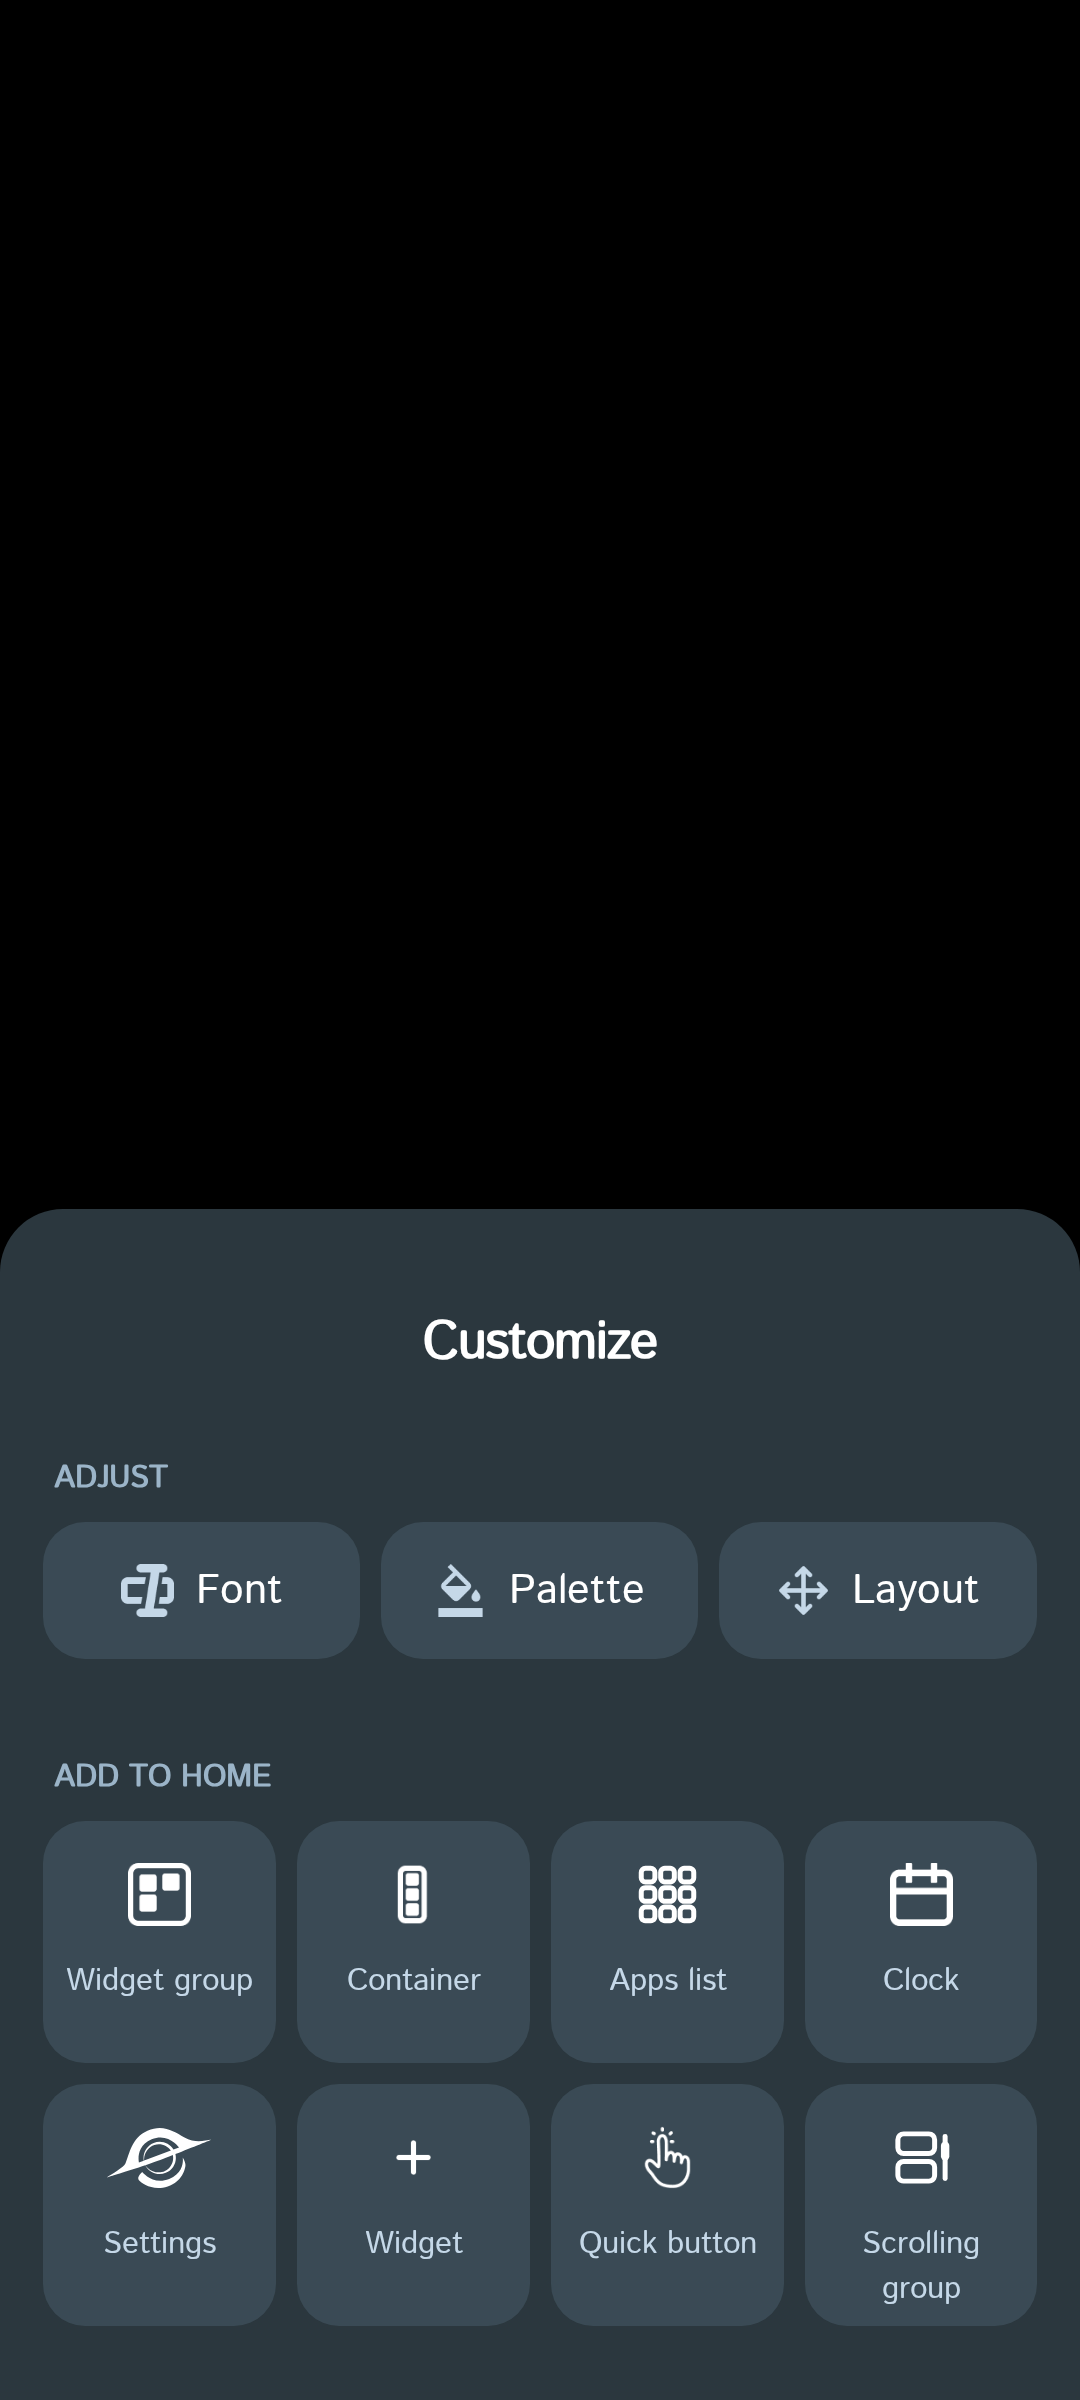 Customize
ADJUST
Font
Palette
Layout
ADD TO HOME
Widget group
Container
Apps list
Clock
Settings
Widget
Quick button
Scrolling
group